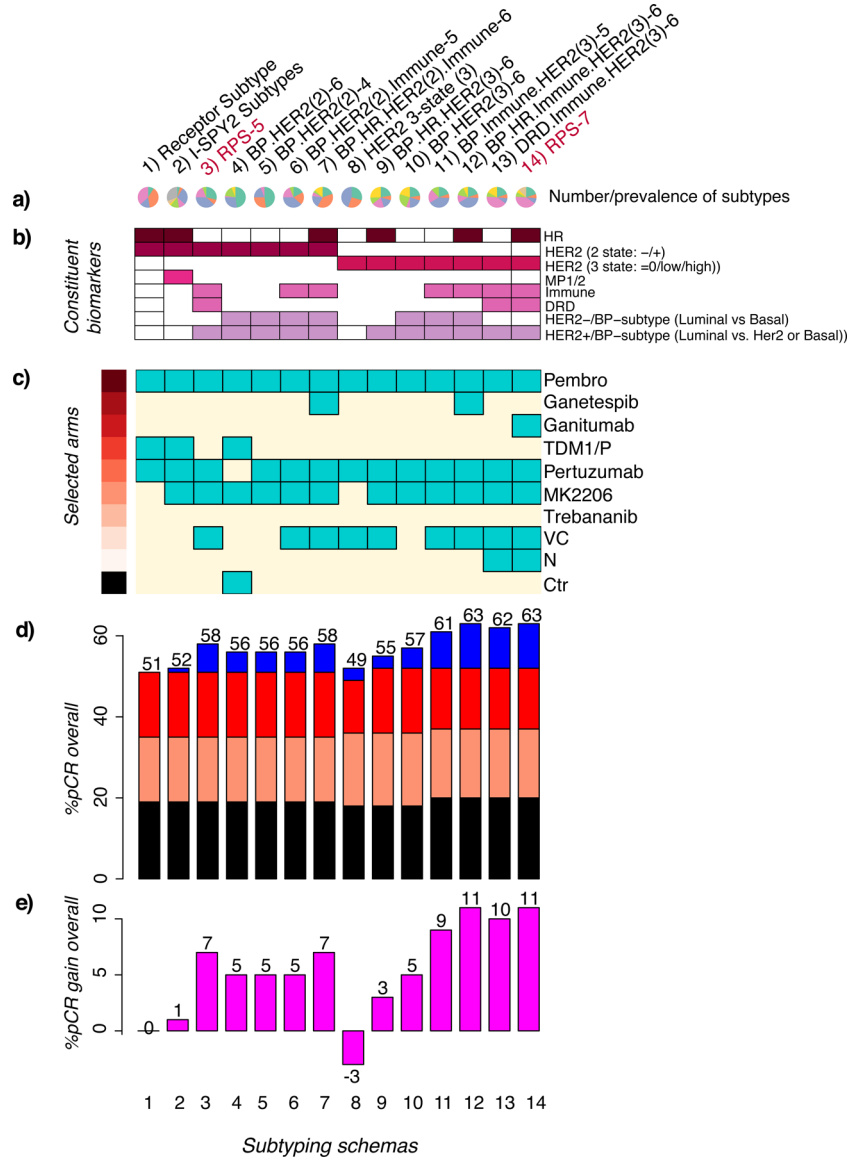 1) Receptor Subtype
2) I-SPY2 Subtypes
3) RPS-5
4) BP.HER2(2)-6
5) BP.HER2(2)-4
6) BP.HER2(2).Immune-5
7) BP.HR.HER2(2).Immune-6
8) HER2 3-state (3)
9) BP.HR.HER2(3)-6
10) BP.HER2(3)-6
11) BP.Immune.HER2(3)-5
12) BP.HR.Immune.HER2(3)-6
13) DRD.Immune.HER2(3)-6
14) RPS-7
a)
Number/prevalence of subtypes
b)
Constituent
biomarkers
HR
HER2 (2 state: −/+)
HER2 (3 state: =0/low/high))
MP1/2
Immune
DRD
HER2−/BP−subtype (Luminal vs Basal)
HER2+/BP−subtype (Luminal vs. Her2 or Basal))
c)
Selected arms
Pembro
Ganetespib
Ganitumab
TDM1/P
Pertuzumab
MK2206
Trebananib
VC
N
Ctr
d)
%pCR overall
60
40
20
0
51 52 58 56 56 56 58 49 55 57 61 63 62 63
e)
%pCR gain overall
10
5
0
0 1 7 5 5 5 7 -3 3 5 9 11 10 11
1 2 3 4 5 6 7 8 9 10 11 12 13 14
Subtyping schemas